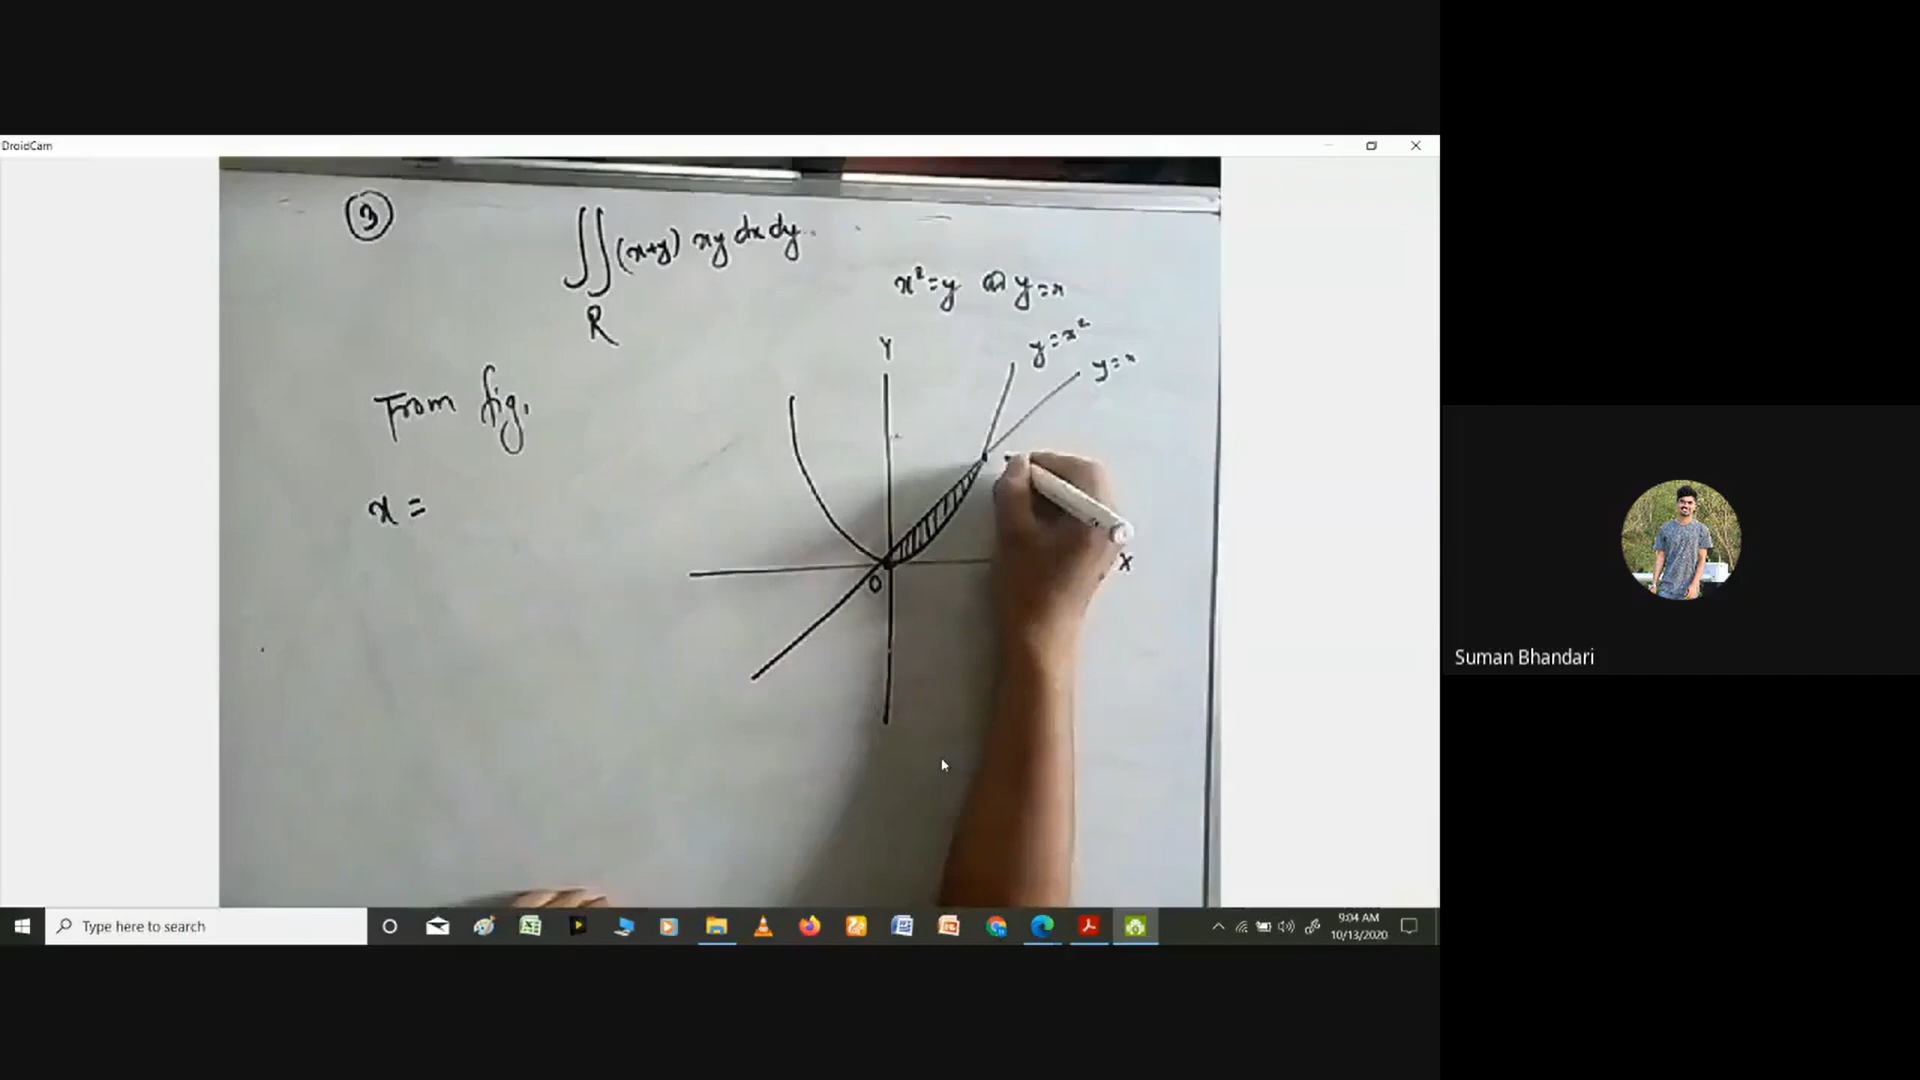 DroidCam
③
∬(x+y) xy dx dy.
R
x²=y & y=x
Y
y=x²
y=x
From fig.
x=
O
X
Suman Bhandari
Type here to search
9:04 AM
10/13/2020